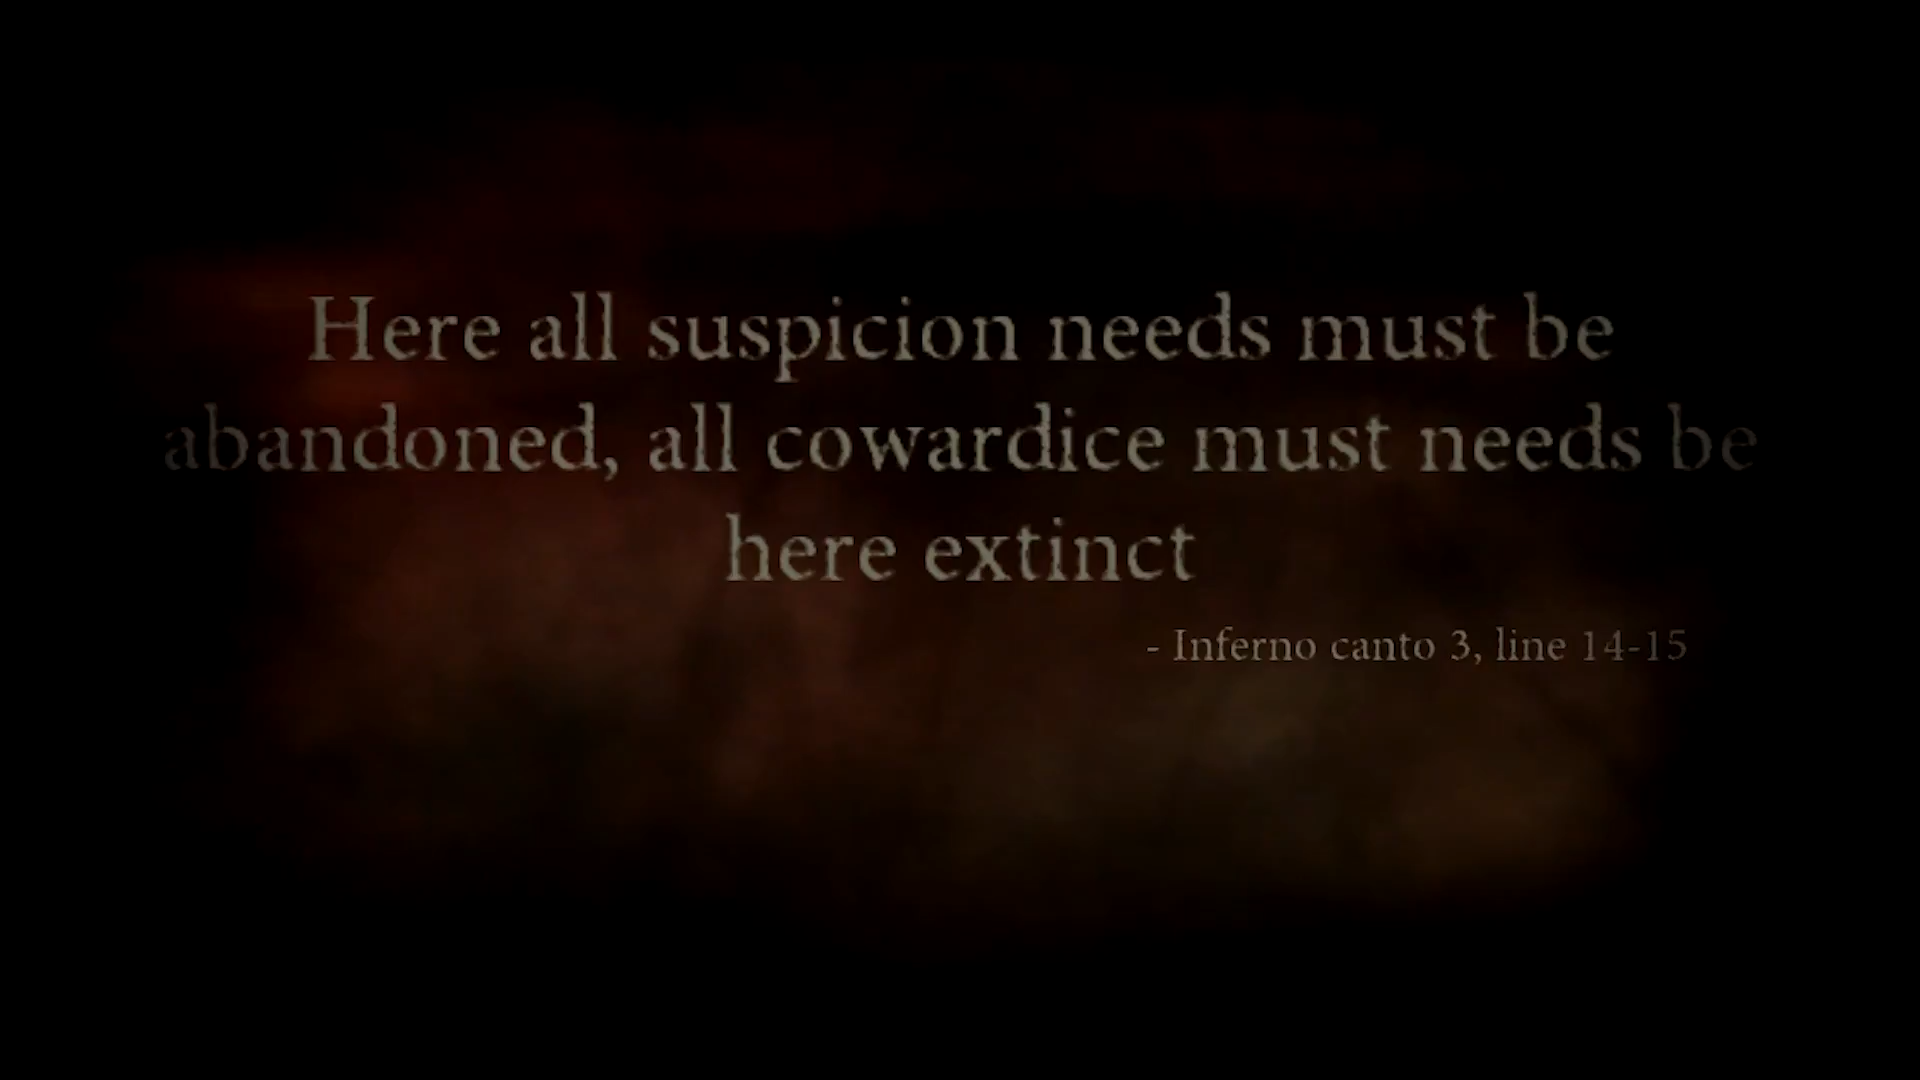 Here all suspicion needs must be
abandoned, all cowardice must needs be
here extinct
- Inferno canto 3, line 14-15